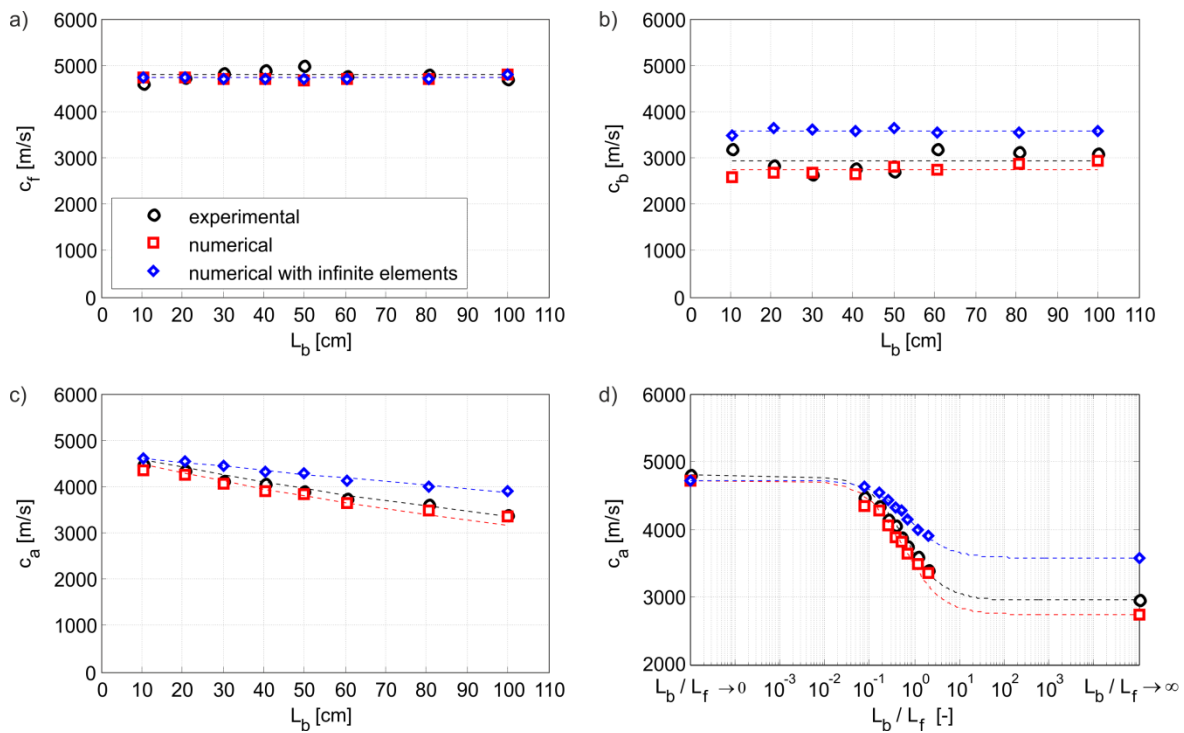 a)
6000
5000
4000
3000
2000
1000
0
c_f [m/s]
experimental
numerical
numerical with infinite elements
0 10 20 30 40 50 60 70 80 90 100 110
L_b [cm]
b)
6000
5000
4000
3000
2000
1000
0
c_b [m/s]
0 10 20 30 40 50 60 70 80 90 100 110
L_b [cm]
c)
6000
5000
4000
3000
2000
1000
0
c_a [m/s]
0 10 20 30 40 50 60 70 80 90 100 110
L_b [cm]
d)
6000
5000
4000
3000
2000
c_a [m/s]
L_b / L_f → 0 10^-3 10^-2 10^-1 10^0 10^1 10^2 10^3 L_b / L_f → ∞
L_b / L_f [-]